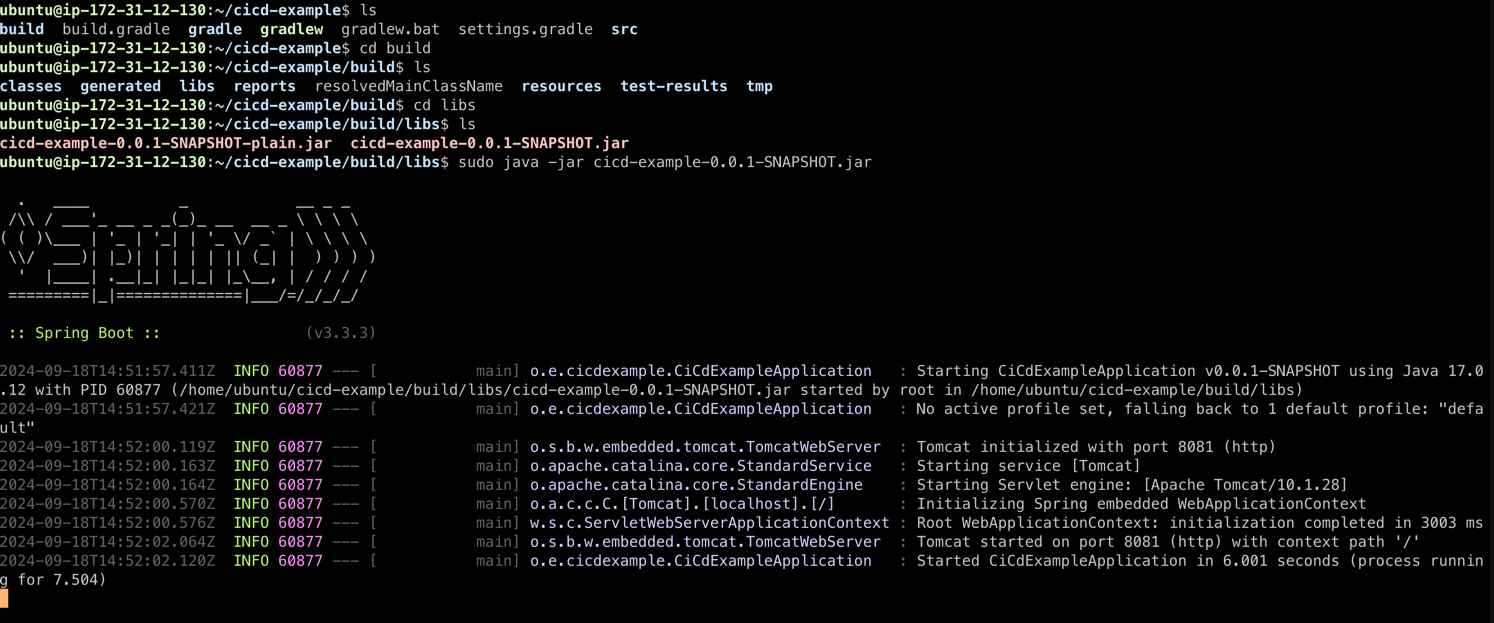 ubuntu@ip-172-31-12-130:~/cicd-example$ ls
build  build.gradle  gradle  gradlew  gradlew.bat  settings.gradle  src
ubuntu@ip-172-31-12-130:~/cicd-example$ cd build
ubuntu@ip-172-31-12-130:~/cicd-example/build$ ls
classes  generated  libs  reports  resolvedMainClassName  resources  test-results  tmp
ubuntu@ip-172-31-12-130:~/cicd-example/build$ cd libs
ubuntu@ip-172-31-12-130:~/cicd-example/build/libs$ ls
cicd-example-0.0.1-SNAPSHOT-plain.jar  cicd-example-0.0.1-SNAPSHOT.jar
ubuntu@ip-172-31-12-130:~/cicd-example/build/libs$ sudo java -jar cicd-example-0.0.1-SNAPSHOT.jar
  .   ____          _            __ _ _
 /\\ / ___'_ __ _ _(_)_ __  __ _ \ \ \ \
( ( )\___ | '_ | '_| | '_ \/ _` | \ \ \ \
 \\/  ___)| |_)| | | | | || (_| |  ) ) ) )
  '  |____| .__|_| |_|_| |_\__, | / / / /
 =========|_|==============|___/=/_/_/_/
 :: Spring Boot ::                (v3.3.3)
2024-09-18T14:51:57.411Z  INFO 60877 --- [           main] o.e.cicdexample.CiCdExampleApplication   : Starting CiCdExampleApplication v0.0.1-SNAPSHOT using Java 17.0
.12 with PID 60877 (/home/ubuntu/cicd-example/build/libs/cicd-example-0.0.1-SNAPSHOT.jar started by root in /home/ubuntu/cicd-example/build/libs)
2024-09-18T14:51:57.421Z  INFO 60877 --- [           main] o.e.cicdexample.CiCdExampleApplication   : No active profile set, falling back to 1 default profile: "defa
ult"
2024-09-18T14:52:00.119Z  INFO 60877 --- [           main] o.s.b.w.embedded.tomcat.TomcatWebServer  : Tomcat initialized with port 8081 (http)
2024-09-18T14:52:00.163Z  INFO 60877 --- [           main] o.apache.catalina.core.StandardService   : Starting service [Tomcat]
2024-09-18T14:52:00.164Z  INFO 60877 --- [           main] o.apache.catalina.core.StandardEngine    : Starting Servlet engine: [Apache Tomcat/10.1.28]
2024-09-18T14:52:00.570Z  INFO 60877 --- [           main] o.a.c.c.C.[Tomcat].[localhost].[/]       : Initializing Spring embedded WebApplicationContext
2024-09-18T14:52:00.576Z  INFO 60877 --- [           main] w.s.c.ServletWebServerApplicationContext : Root WebApplicationContext: initialization completed in 3003 ms
2024-09-18T14:52:02.064Z  INFO 60877 --- [           main] o.s.b.w.embedded.tomcat.TomcatWebServer  : Tomcat started on port 8081 (http) with context path '/'
2024-09-18T14:52:02.120Z  INFO 60877 --- [           main] o.e.cicdexample.CiCdExampleApplication   : Started CiCdExampleApplication in 6.001 seconds (process runnin
g for 7.504)